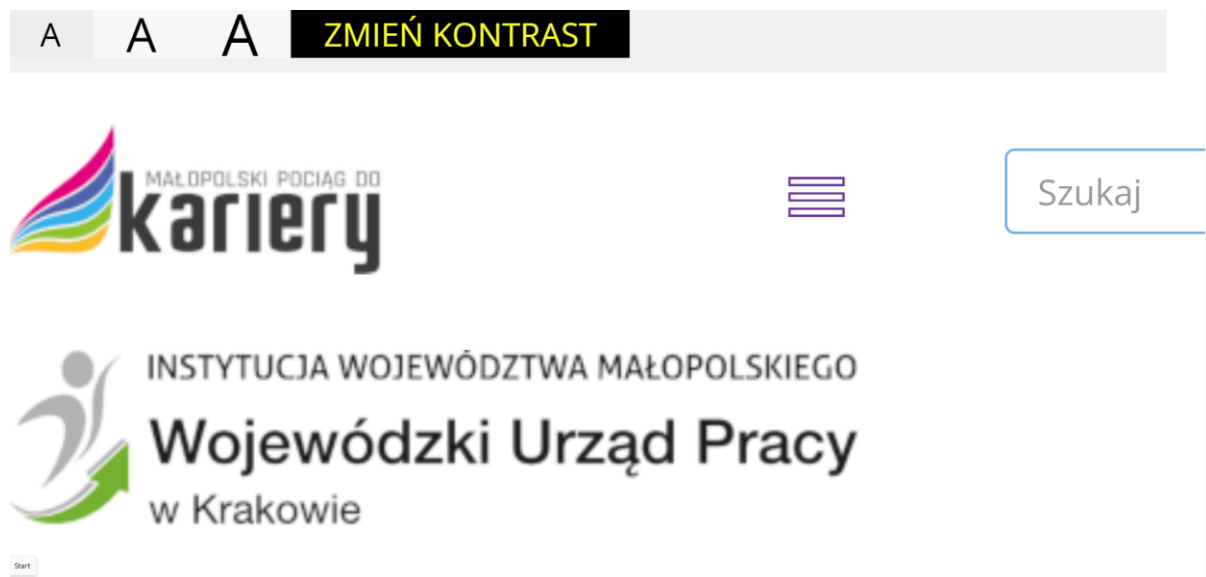 A A A ZMIEŃ KONTRAST
MAŁOPOLSKI POCIĄG DO
kariery
Szukaj
INSTYTUCJA WOJEWÓDZTWA MAŁOPOLSKIEGO
Wojewódzki Urząd Pracy
w Krakowie
Start